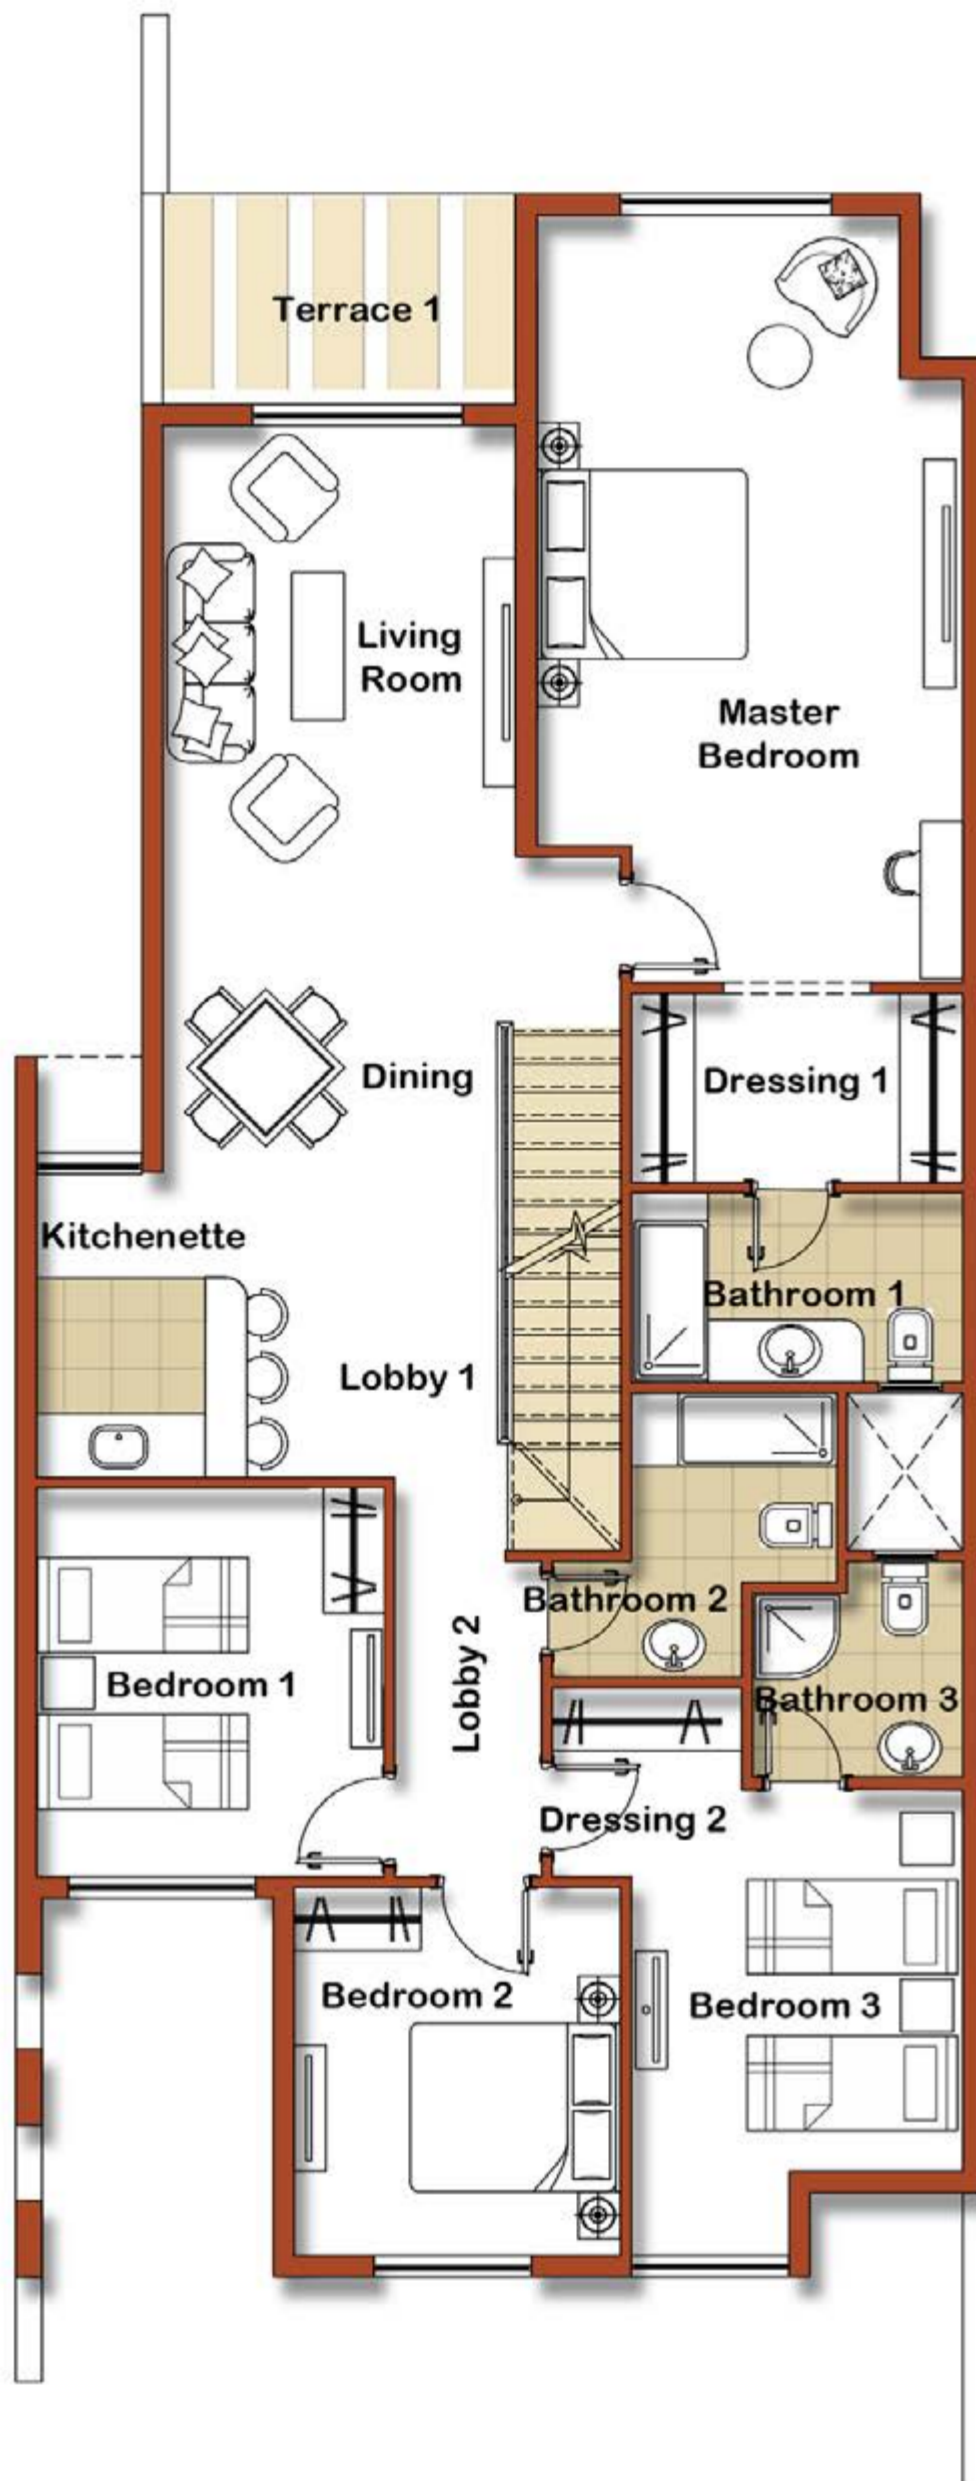 Terrace 1
Living
Room
Master
Bedroom
Dining
Dressing 1
Kitchenette
Bathroom 1
Lobby 1
Bathroom 2
Lobby 2
Bedroom 1
Bathroom 3
Dressing 2
Bedroom 2
Bedroom 3